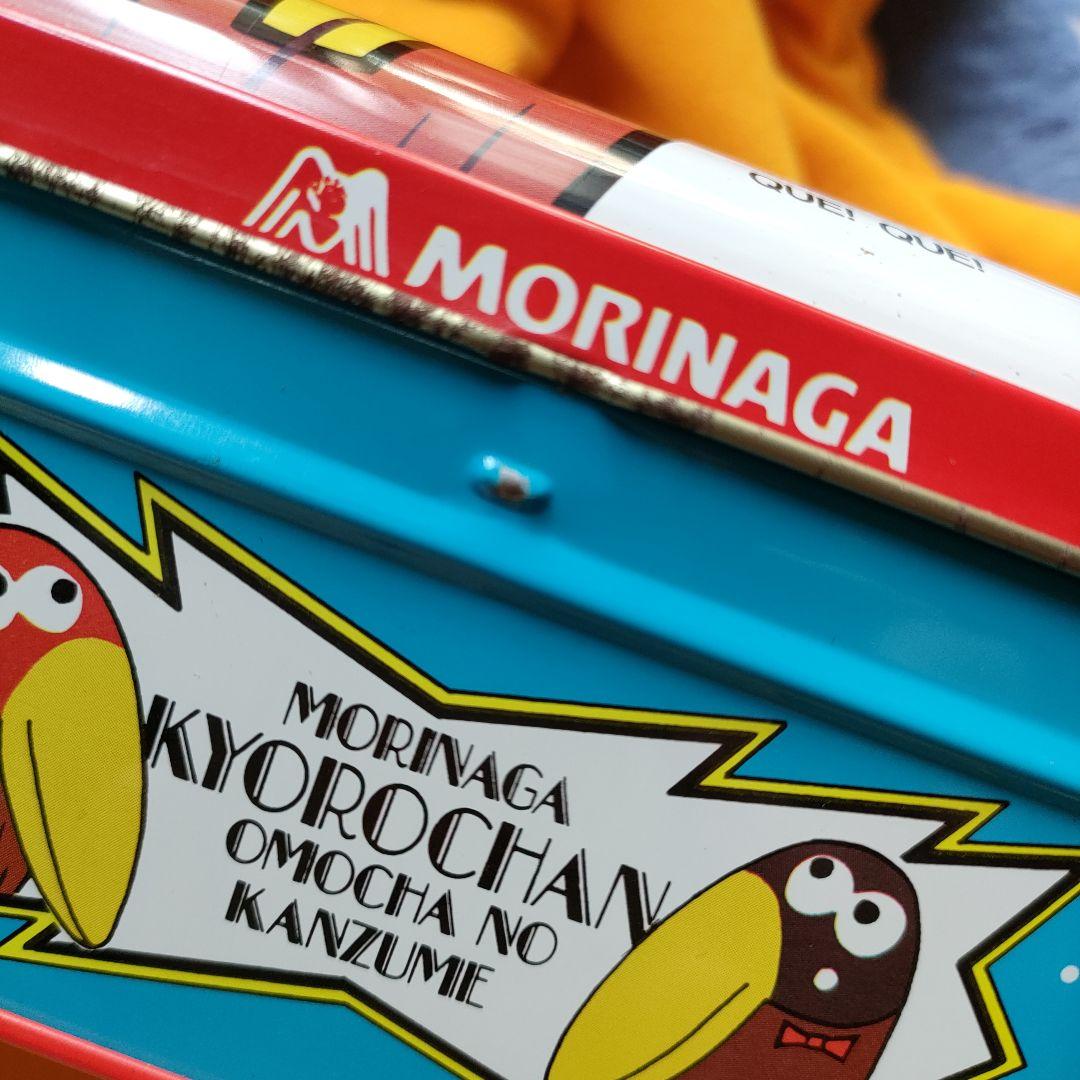 QUE! QUE!
MORINAGA
MORINAGA
KYOROCHAN
OMOCHA NO
KANZUME